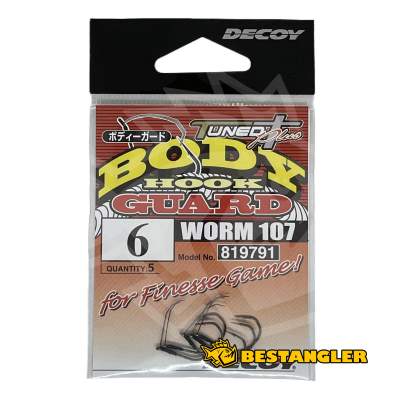 DECOY
TUNED+ Plus
ボディーガード
BODY
HOOK
GUARD
WORM 107
6
Model No. 819791
QUANTITY:5
for Finesse Game!
DECOY
BESTANGLER